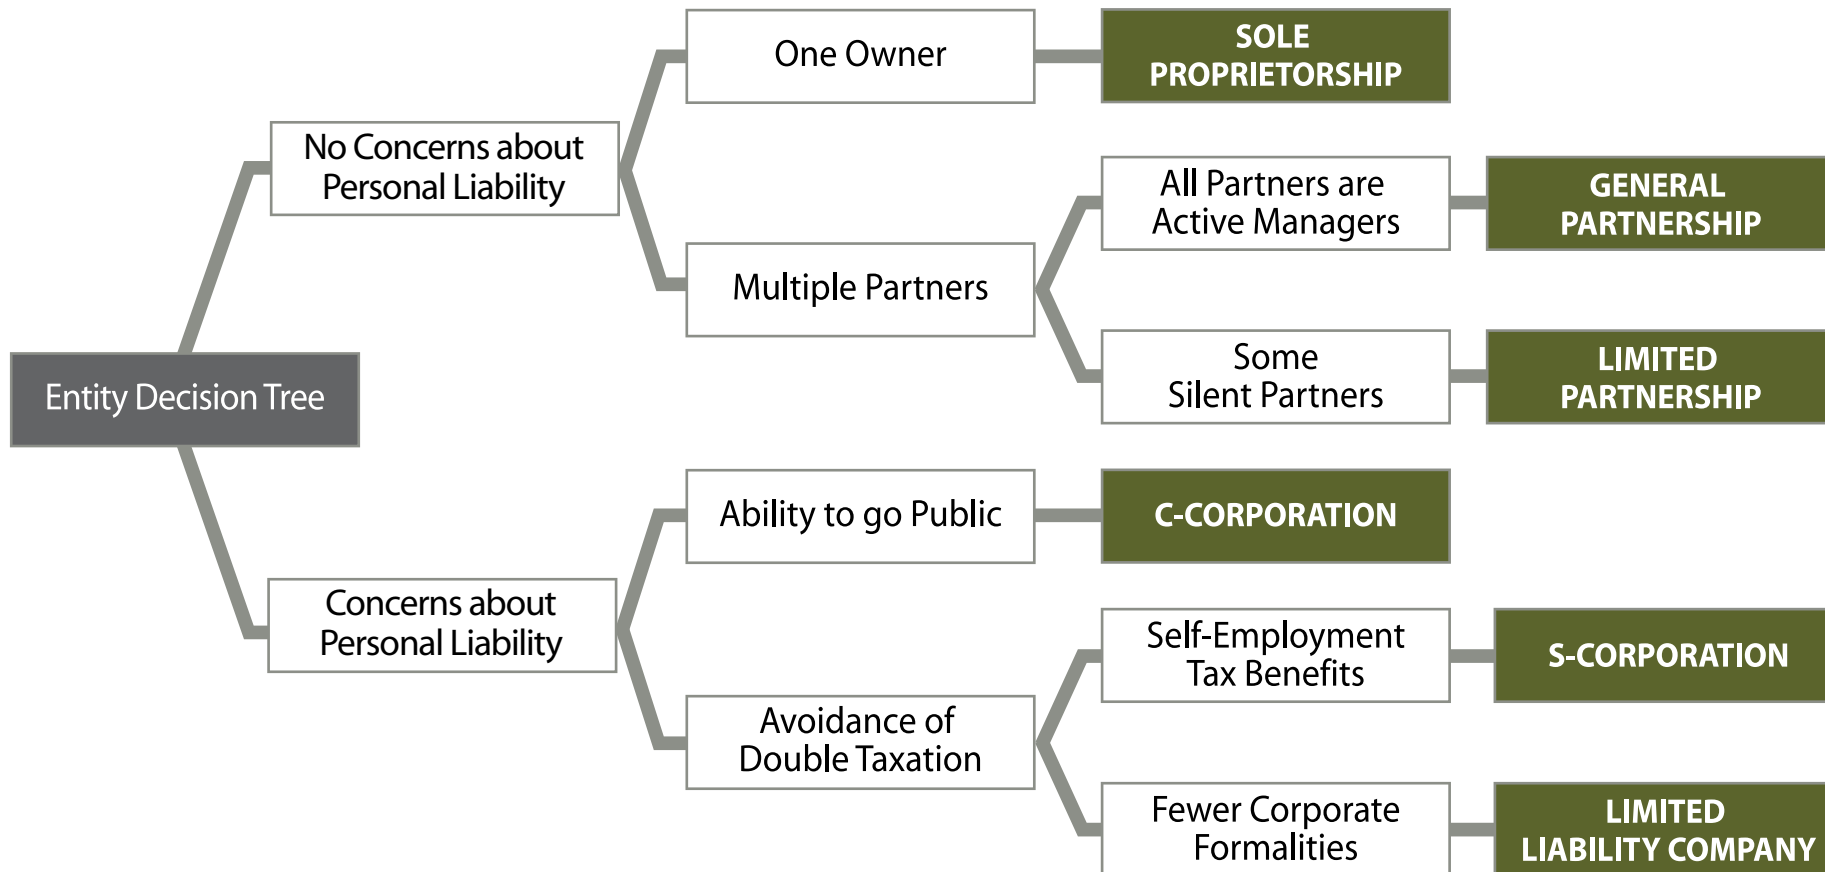 One Owner
SOLE
PROPRIETORSHIP
No Concerns about
Personal Liability
All Partners are
Active Managers
GENERAL
PARTNERSHIP
Multiple Partners
Some
Silent Partners
LIMITED
PARTNERSHIP
Entity Decision Tree
Ability to go Public
C-CORPORATION
Concerns about
Personal Liability
Self-Employment
Tax Benefits
S-CORPORATION
Avoidance of
Double Taxation
Fewer Corporate
Formalities
LIMITED
LIABILITY COMPANY